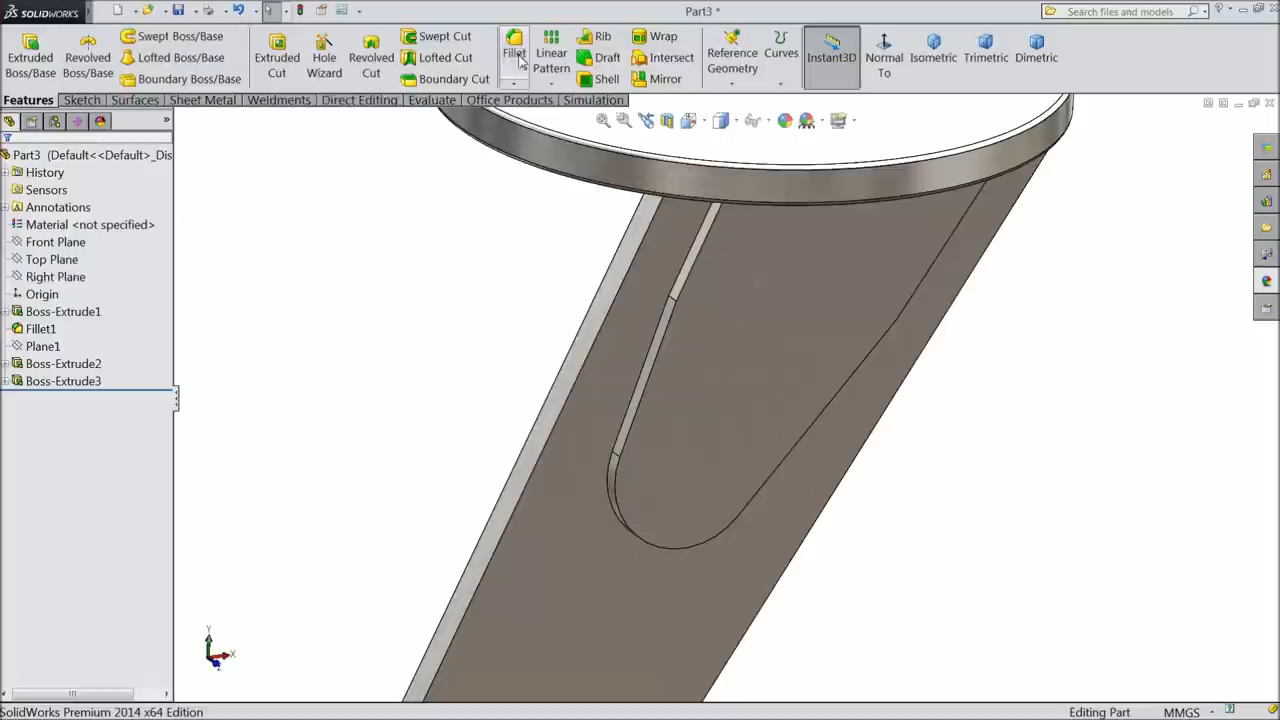 SOLIDWORKS
Part3 *
Search files and models
Extruded Boss/Base
Revolved Boss/Base
Swept Boss/Base
Lofted Boss/Base
Boundary Boss/Base
Extruded Cut
Hole Wizard
Revolved Cut
Swept Cut
Lofted Cut
Boundary Cut
Fillet
Linear Pattern
Rib
Draft
Shell
Wrap
Intersect
Mirror
Reference Geometry
Curves
Instant3D
Normal To
Isometric
Trimetric
Dimetric
Features
Sketch
Surfaces
Sheet Metal
Weldments
Direct Editing
Evaluate
Office Products
Simulation
Part3 (Default<<Default>_Dis
History
Sensors
Annotations
Material <not specified>
Front Plane
Top Plane
Right Plane
Origin
Boss-Extrude1
Fillet1
Plane1
Boss-Extrude2
Boss-Extrude3
Y
X
Z
SolidWorks Premium 2014 x64 Edition
Editing Part
MMGS